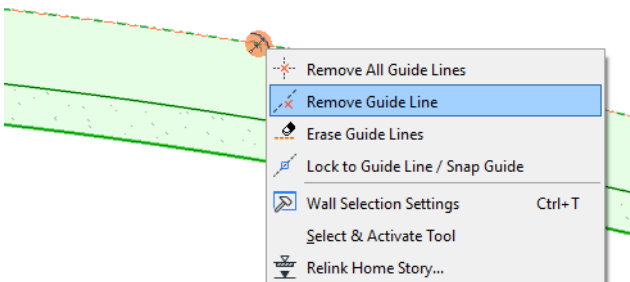 Remove All Guide Lines
Remove Guide Line
Erase Guide Lines
Lock to Guide Line / Snap Guide
Wall Selection Settings Ctrl+T
Select & Activate Tool
Relink Home Story...